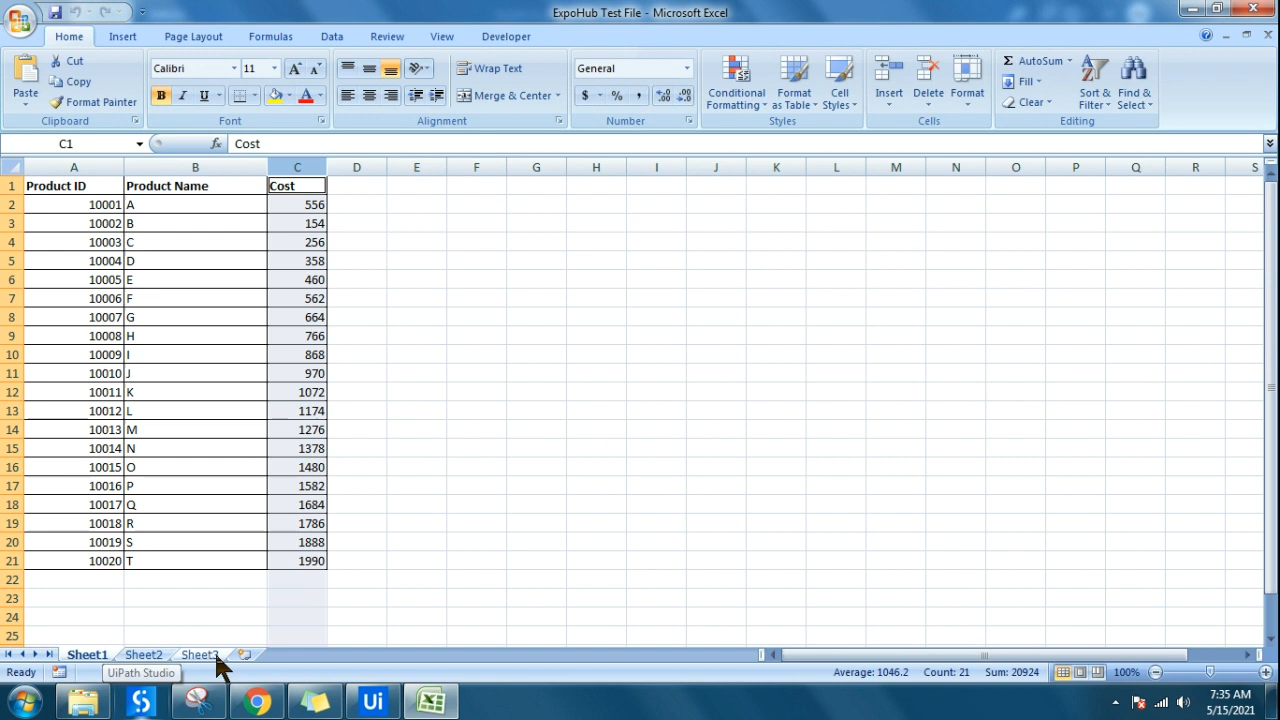 ExpoHub Test File - Microsoft Excel
Home Insert Page Layout Formulas Data Review View Developer
Paste Cut Copy Format Painter Clipboard
Calibri 11 A A B I U A Font
Wrap Text Merge & Center Alignment
General $ % , Number
Conditional Formatting Format as Table Cell Styles Styles
Insert Delete Format Cells
Σ AutoSum Fill Clear Sort & Filter Find & Select Editing
C1 fx Cost
A B C D E F G H I J K L M N O P Q R S
1 Product ID Product Name Cost
2 10001 A 556
3 10002 B 154
4 10003 C 256
5 10004 D 358
6 10005 E 460
7 10006 F 562
8 10007 G 664
9 10008 H 766
10 10009 I 868
11 10010 J 970
12 10011 K 1072
13 10012 L 1174
14 10013 M 1276
15 10014 N 1378
16 10015 O 1480
17 10016 P 1582
18 10017 Q 1684
19 10018 R 1786
20 10019 S 1888
21 10020 T 1990
22
23
24
25
Sheet1 Sheet2 Sheet3
Ready UiPath Studio Average: 1046.2 Count: 21 Sum: 20924 100%
S Ui
7:35 AM
5/15/2021